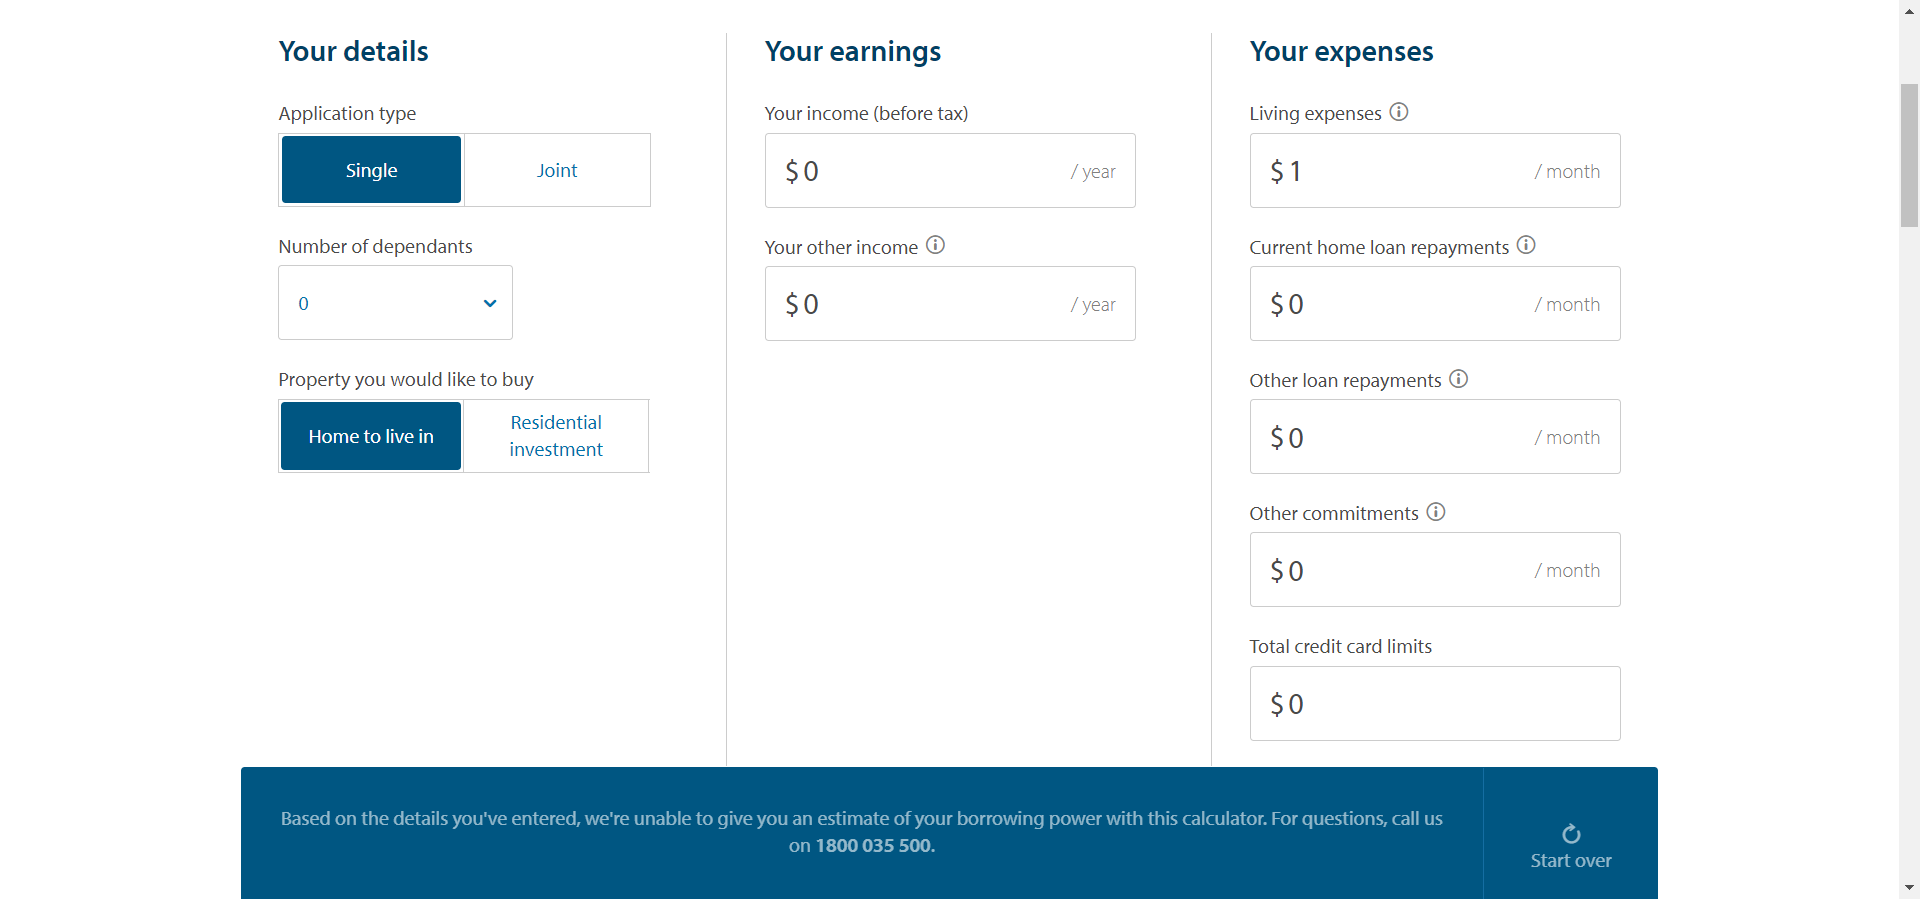 Your details
Application type
Single
Joint
Number of dependants
0
Property you would like to buy
Home to live in
Residential
investment
Your earnings
Your income (before tax)
$ 0 / year
Your other income
$ 0 / year
Your expenses
Living expenses
$ 1 / month
Current home loan repayments
$ 0 / month
Other loan repayments
$ 0 / month
Other commitments
$ 0 / month
Total credit card limits
$ 0
Based on the details you've entered, we're unable to give you an estimate of your borrowing power with this calculator. For questions, call us
on 1800 035 500.
Start over